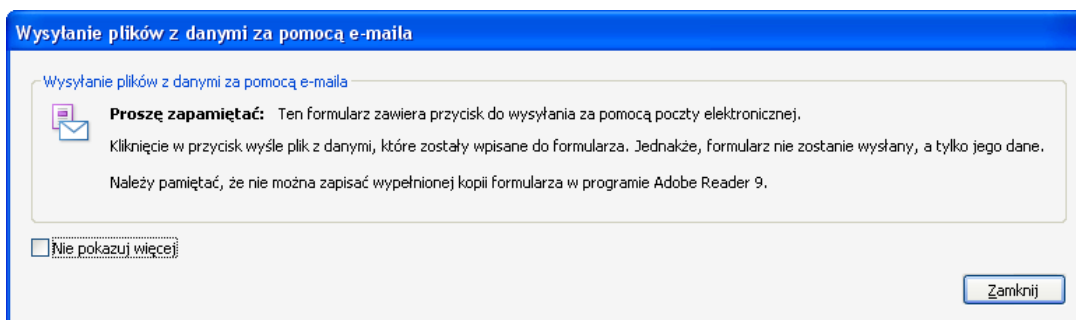 Wysyłanie plików z danymi za pomocą e-maila
Wysyłanie plików z danymi za pomocą e-maila
Proszę zapamiętać: Ten formularz zawiera przycisk do wysyłania za pomocą poczty elektronicznej.
Kliknięcie w przycisk wyśle plik z danymi, które zostały wpisane do formularza. Jednakże, formularz nie zostanie wysłany, a tylko jego dane.
Należy pamiętać, że nie można zapisać wypełnionej kopii formularza w programie Adobe Reader 9.
Nie pokazuj więcej
Zamknij